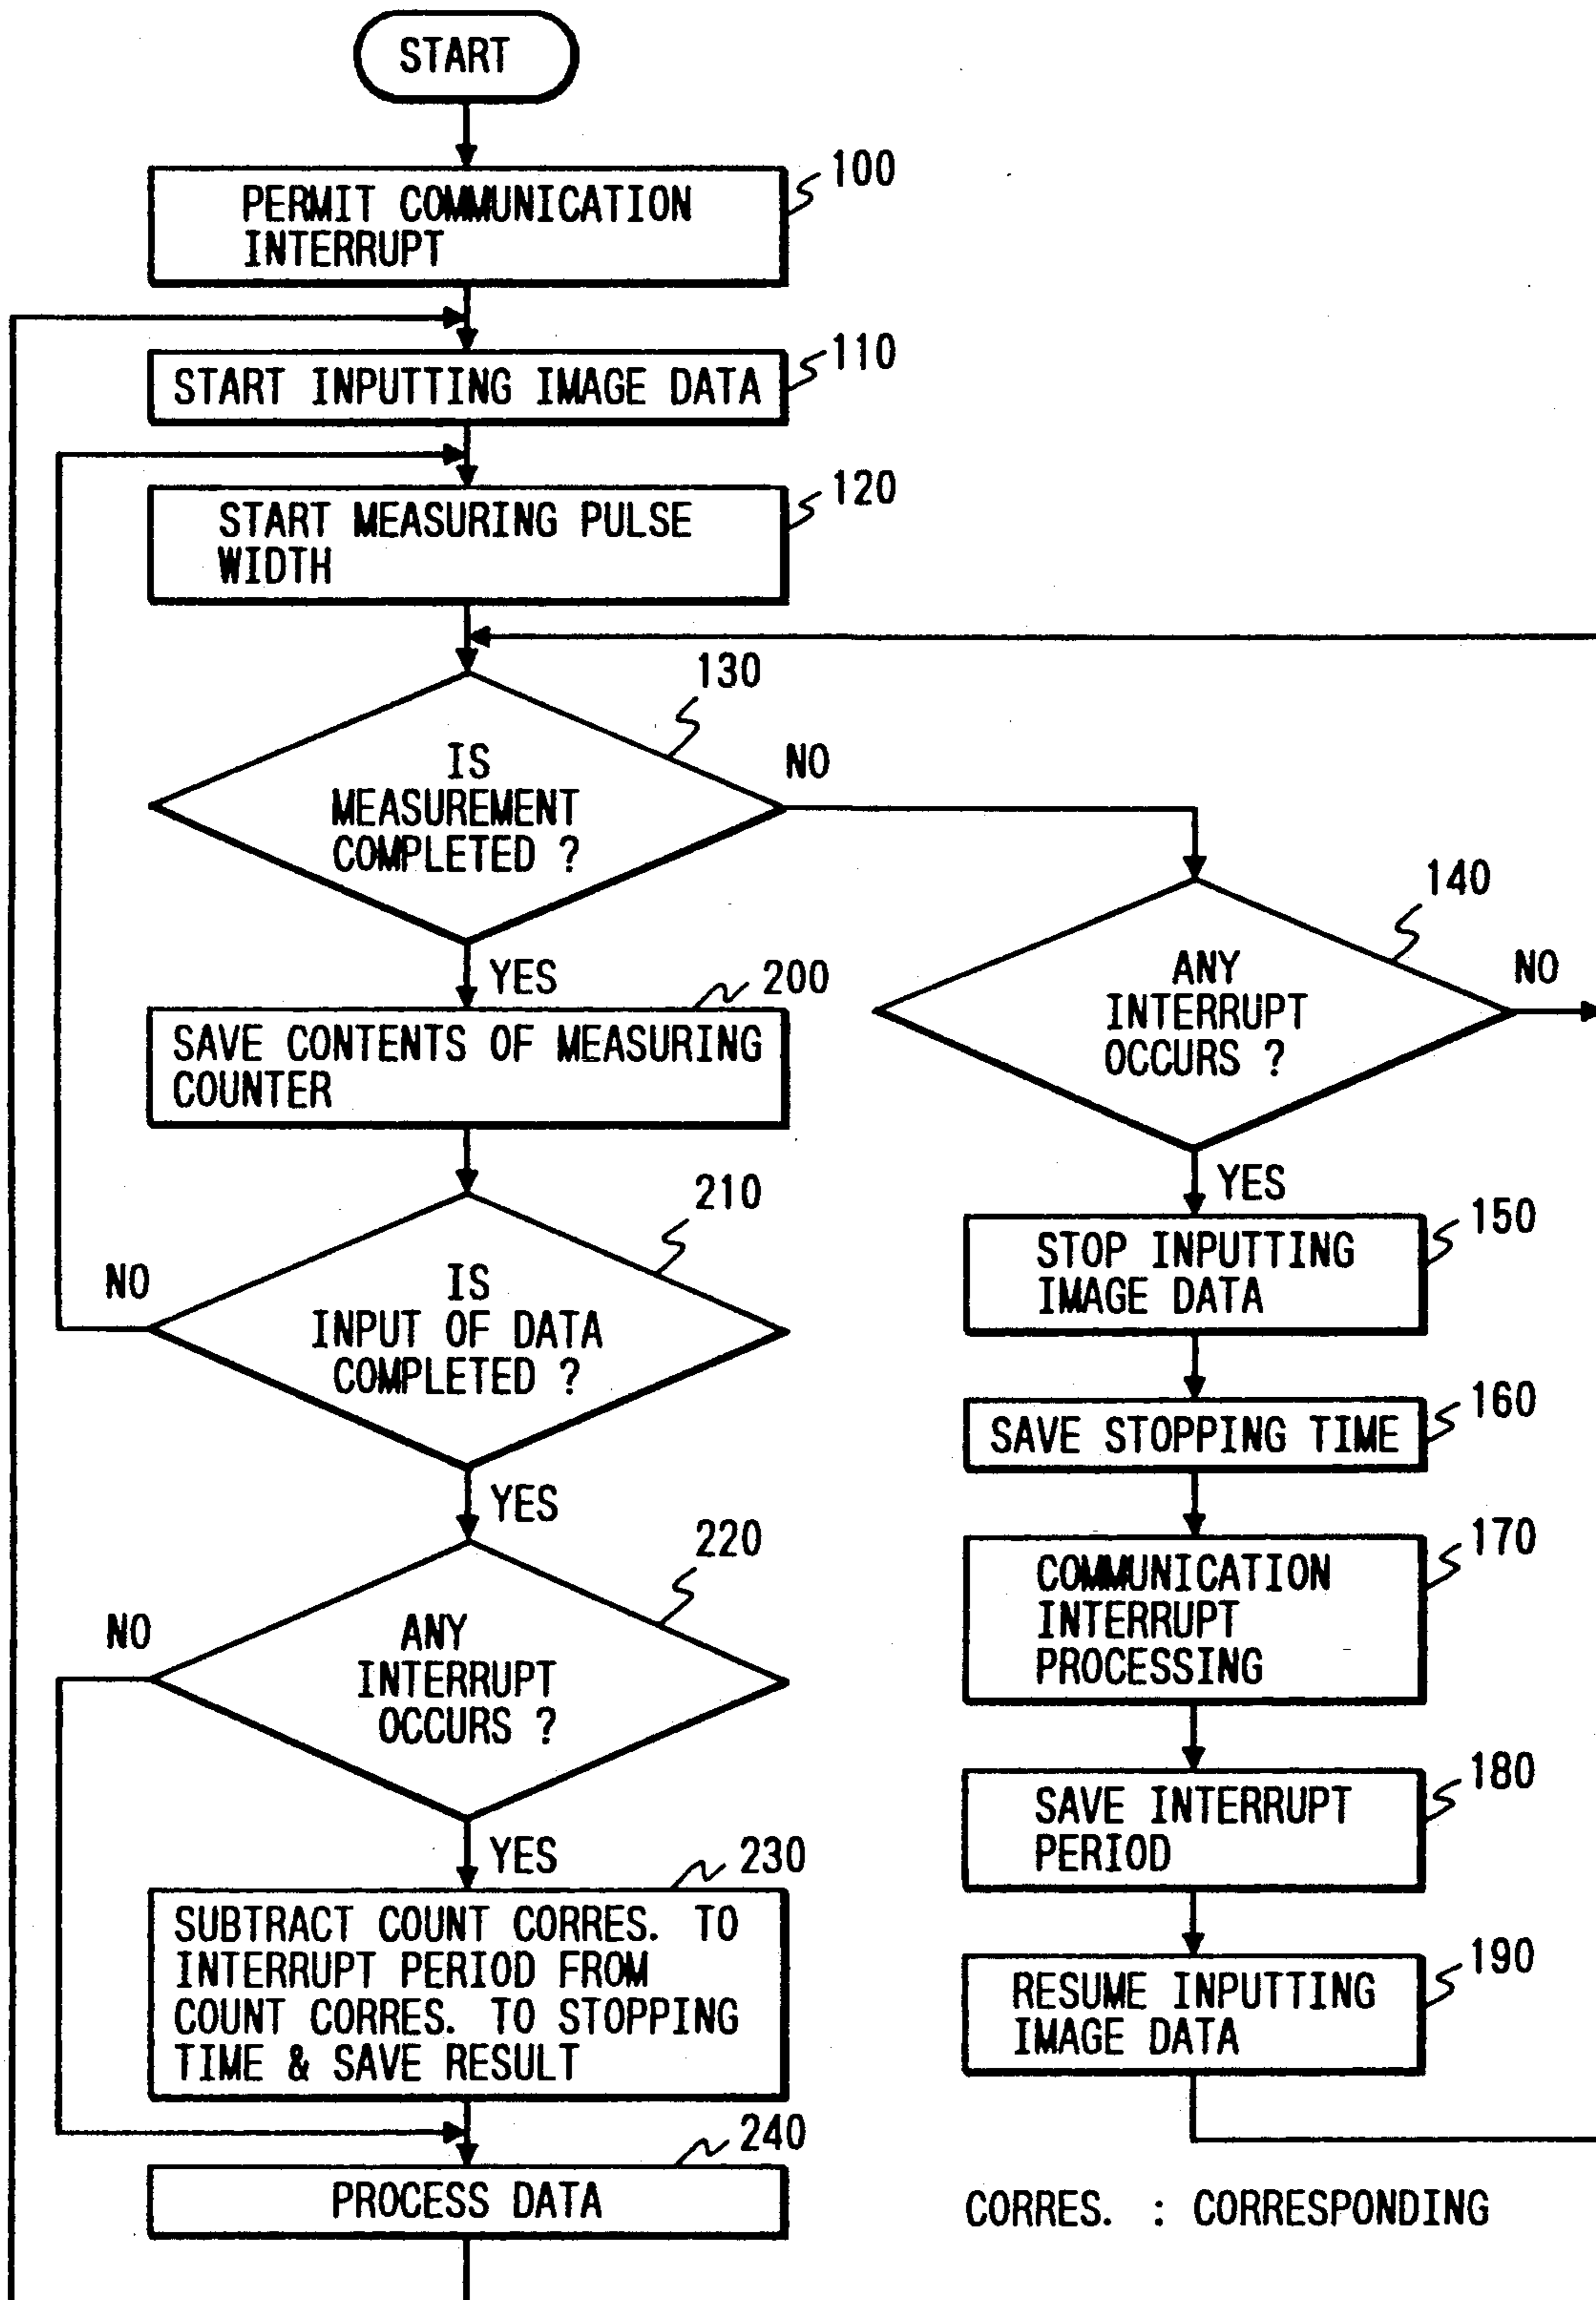 START
100
PERMIT COMMUNICATION
INTERRUPT
110
START INPUTTING IMAGE DATA
120
START MEASURING PULSE
WIDTH
130
IS
MEASUREMENT
COMPLETED ?
NO
YES
140
ANY
INTERRUPT
OCCURS ?
NO
YES
150
STOP INPUTTING
IMAGE DATA
160
SAVE STOPPING TIME
170
COMMUNICATION
INTERRUPT
PROCESSING
180
SAVE INTERRUPT
PERIOD
190
RESUME INPUTTING
IMAGE DATA
200
SAVE CONTENTS OF MEASURING
COUNTER
210
IS
INPUT OF DATA
COMPLETED ?
NO
YES
220
ANY
INTERRUPT
OCCURS ?
NO
YES
230
SUBTRACT COUNT CORRES. TO
INTERRUPT PERIOD FROM
COUNT CORRES. TO STOPPING
TIME & SAVE RESULT
240
PROCESS DATA
CORRES. : CORRESPONDING